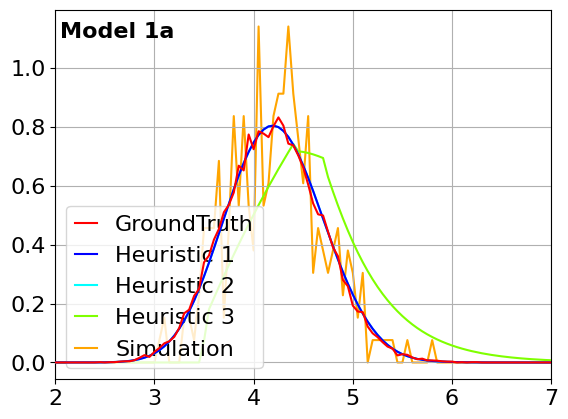 Model 1a
1.0
0.8
0.6
0.4
0.2
0.0
GroundTruth
Heuristic 1
Heuristic 2
Heuristic 3
Simulation
2 3 4 5 6 7